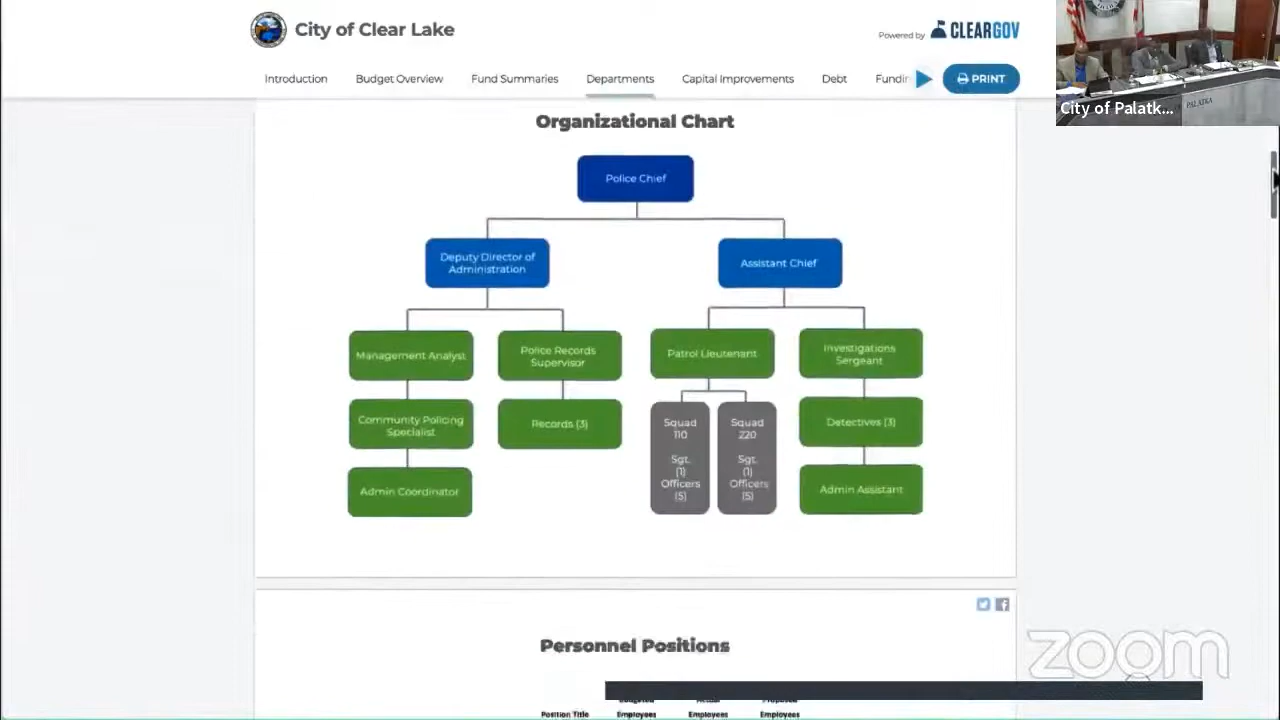 City of Clear Lake
Powered by CLEARGOV
Introduction
Budget Overview
Fund Summaries
Departments
Capital Improvements
Debt
Fundin
PRINT
City of Palatk...
PALATKA
Organizational Chart
Police Chief
Deputy Director of
Administration
Assistant Chief
Management Analyst
Police Records
Supervisor
Patrol Lieutenant
Investigations
Sergeant
Community Policing
Specialist
Records (3)
Squad
110
Sgt.
(1)
Officers
(5)
Squad
220
Sgt.
(1)
Officers
(5)
Detectives (3)
Admin Coordinator
Admin Assistant
Personnel Positions
zoom
Position Title
Employees
Employees
Employees